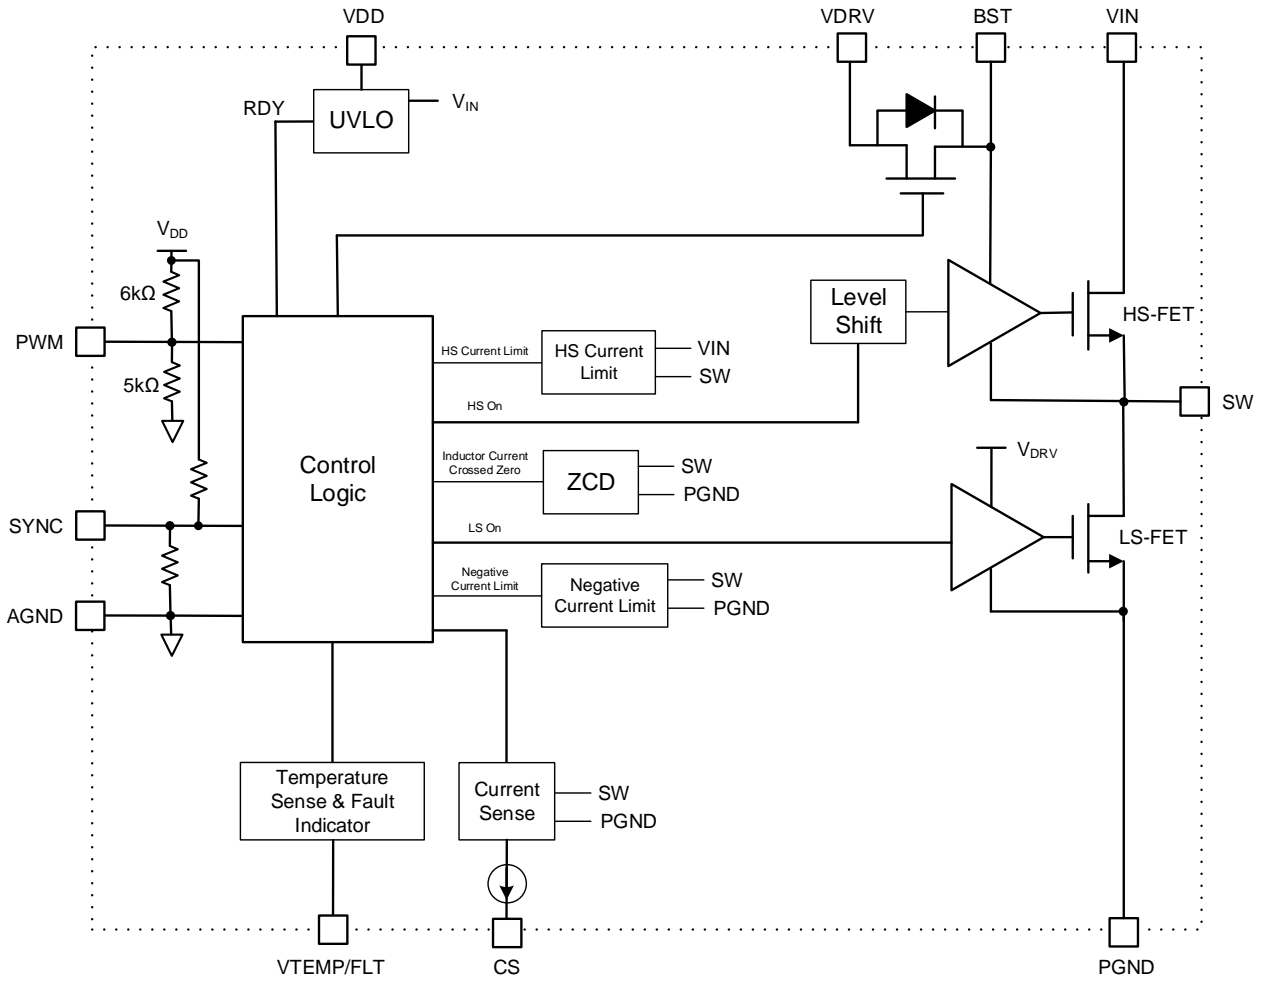 VDD
VDRV
BST
VIN
RDY
UVLO
V_IN
V_DD
6kΩ
PWM
5kΩ
Level
Shift
HS-FET
HS Current Limit
HS Current
Limit
VIN
SW
HS On
SW
Control
Logic
Inductor Current
Crossed Zero
ZCD
SW
PGND
V_DRV
SYNC
LS On
LS-FET
Negative
Current Limit
Negative
Current Limit
SW
PGND
AGND
Temperature
Sense & Fault
Indicator
Current
Sense
SW
PGND
VTEMP/FLT
CS
PGND